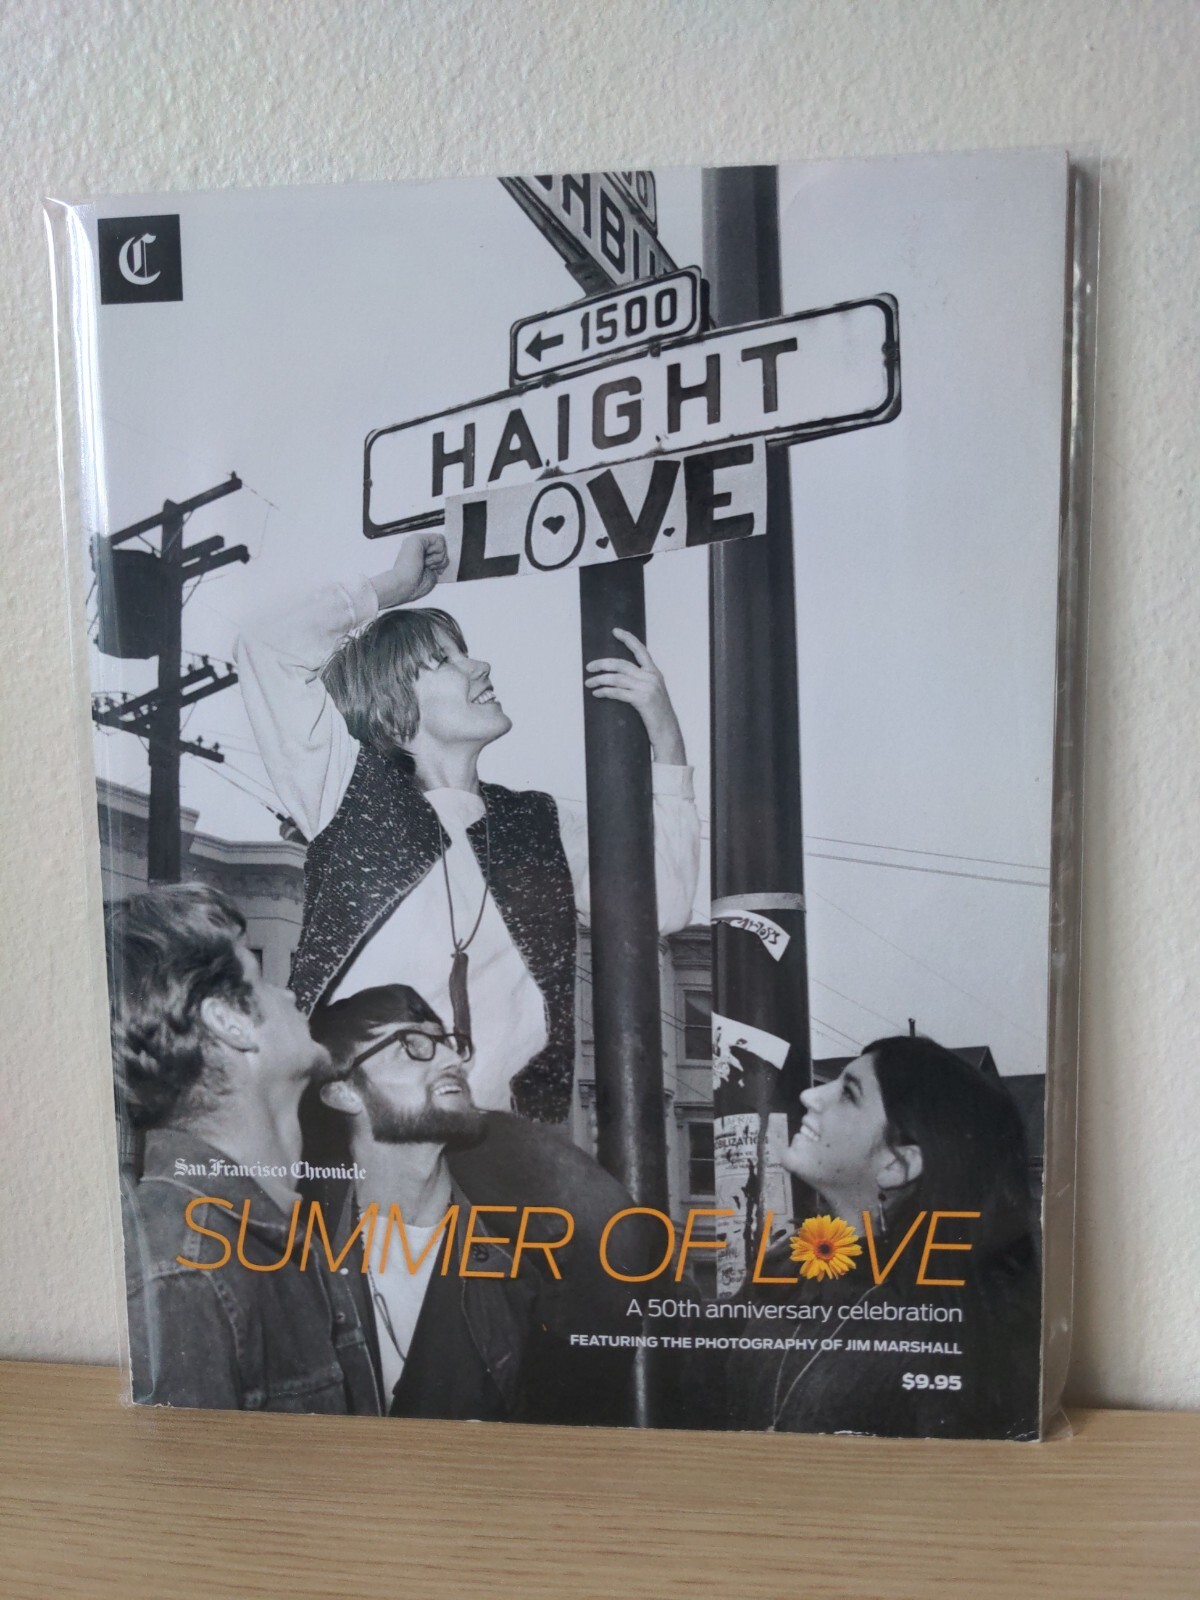 C
← 1500
HAIGHT
LOVE
San Francisco Chronicle
SUMMER OF LOVE
A 50th anniversary celebration
FEATURING THE PHOTOGRAPHY OF JIM MARSHALL
$9.95